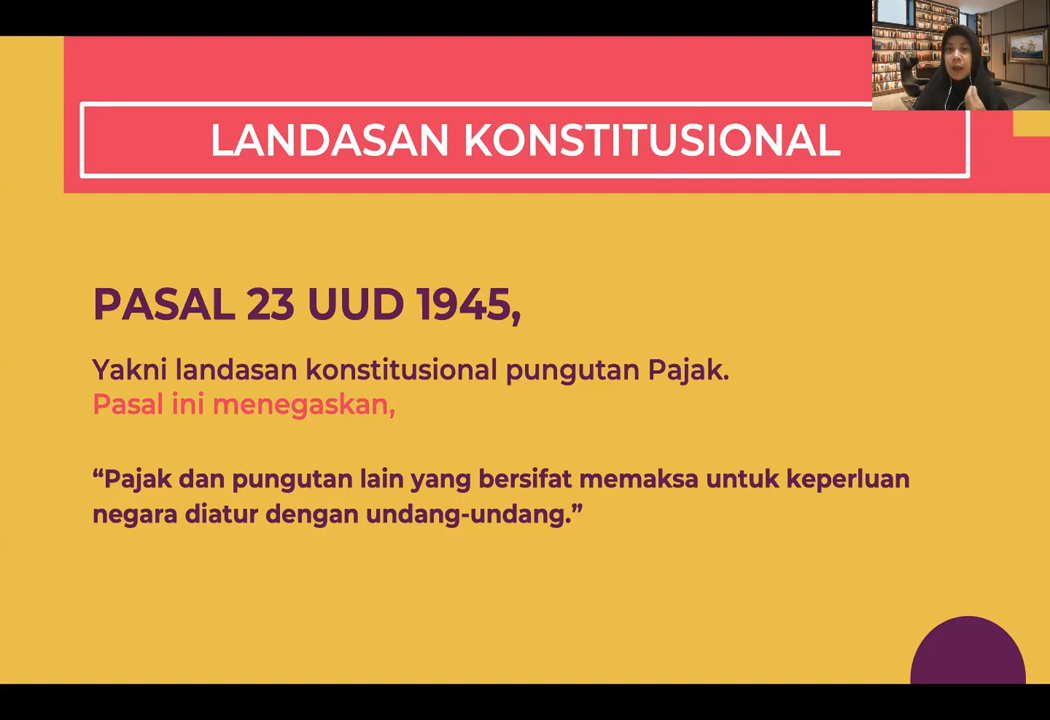 LANDASAN KONSTITUSIONAL
PASAL 23 UUD 1945,
Yakni landasan konstitusional pungutan Pajak.
Pasal ini menegaskan,
“Pajak dan pungutan lain yang bersifat memaksa untuk keperluan
negara diatur dengan undang-undang.”